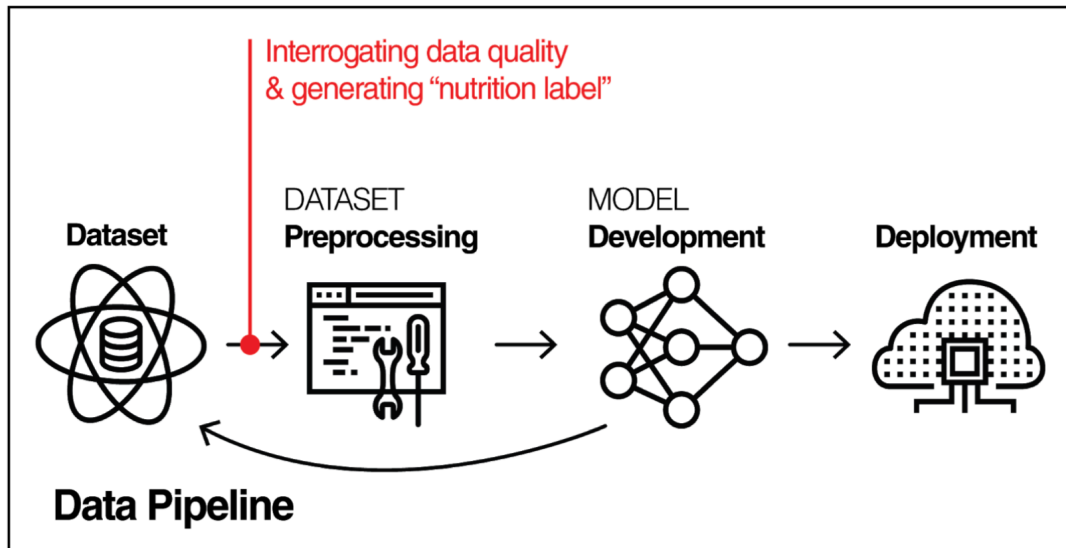 Interrogating data quality
& generating “nutrition label”
DATASET
Preprocessing
MODEL
Development
Dataset
Deployment
Data Pipeline